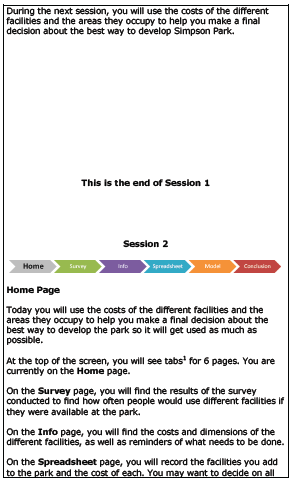 During the next session, you will use the costs of the different
facilities and the areas they occupy to help you make a final
decision about the best way to develop Simpson Park.
This is the end of Session 1
Session 2
Home Survey Info Spreadsheet Model Conclusion
Home Page
Today you will use the costs of the different facilities and the
areas they occupy to help you make a final decision about the
best way to develop the park so it will get used as much as
possible.
At the top of the screen, you will see tabs¹ for 6 pages. You are
currently on the Home page.
On the Survey page, you will find the results of the survey
conducted to find how often people would use different facilities if
they were available at the park.
On the Info page, you will find the costs and dimensions of the
different facilities, as well as reminders of what needs to be done.
On the Spreadsheet page, you will record the facilities you add
to the park and the cost of each. You may want to decide on all